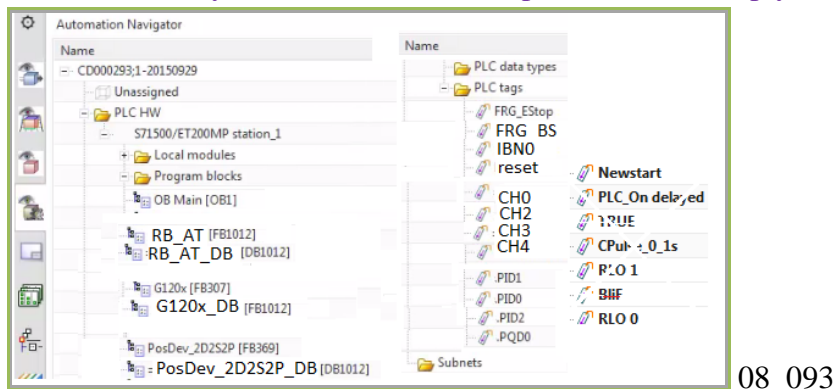 Automation Navigator
Name
CD000293;1-20150929
Unassigned
PLC HW
S71500/ET200MP station_1
Local modules
Program blocks
OB Main [OB1]
RB_AT [FB1012]
RB_AT_DB [DB1012]
G120x [FB307]
G120x_DB [FB1012]
PosDev_2D2S2P [FB369]
PosDev_2D2S2P_DB [DB1012]
Name
PLC data types
PLC tags
FRG_EStop
FRG BS
IBN0
reset
CH0
CH2
CH3
CH4
.PID1
.PID0
.PID2
.PQD0
Subnets
Newstart
PLC_On delayed
TRUE
RLO 1
RLO 0
08_093